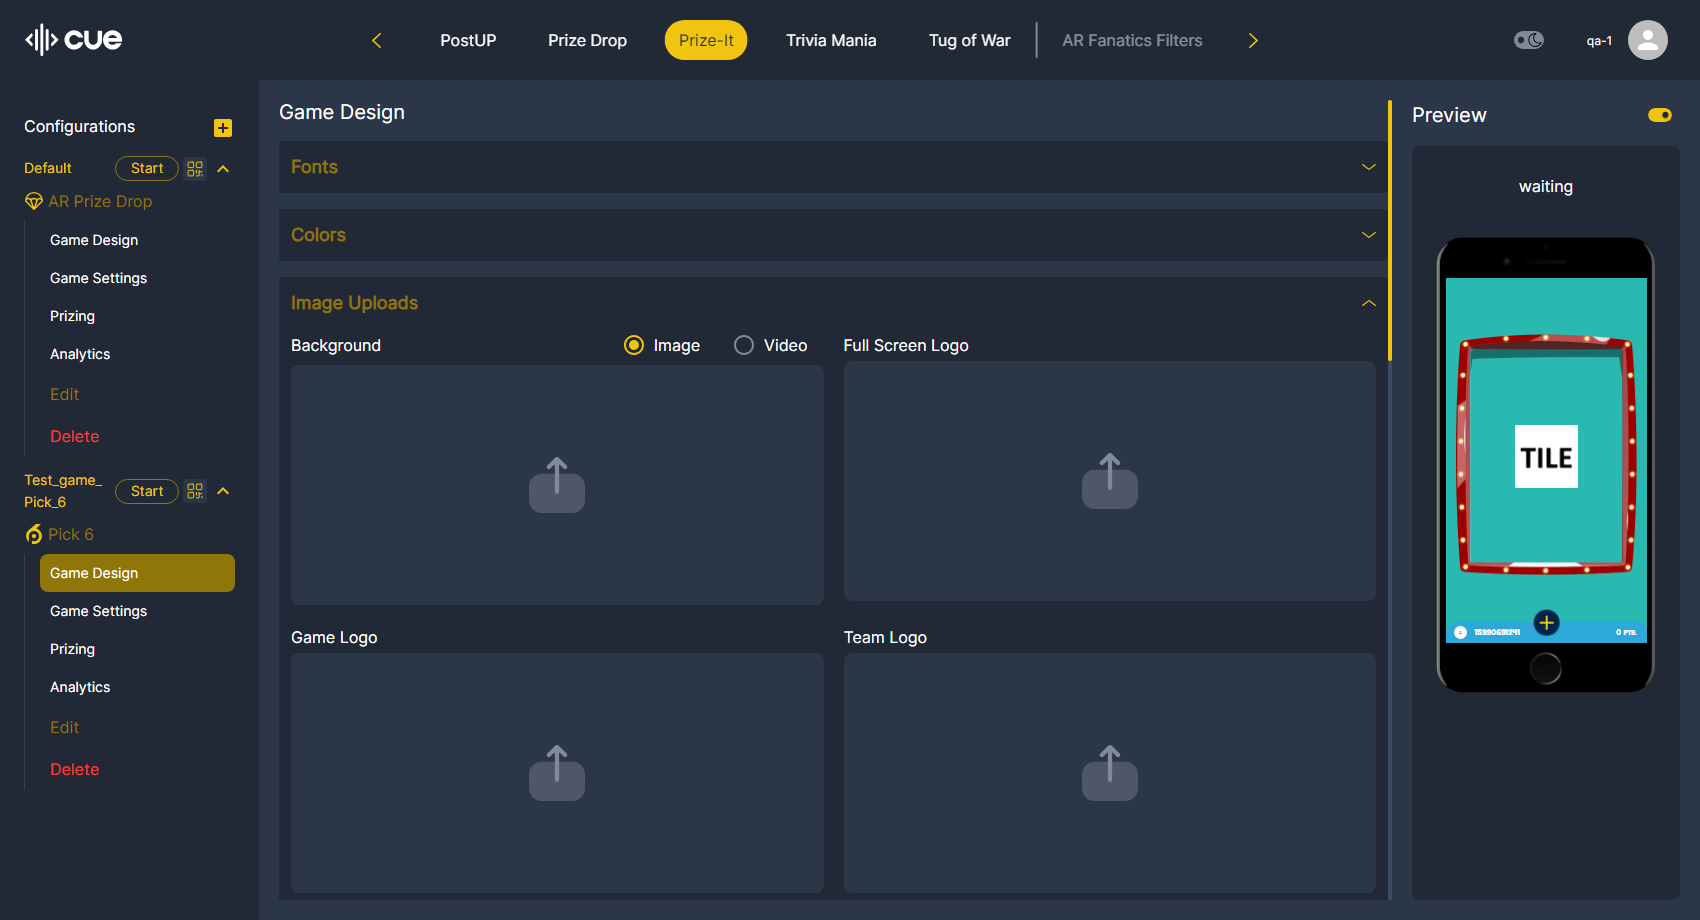 cue
PostUP
Prize Drop
Prize-It
Trivia Mania
Tug of War
AR Fanatics Filters
qa-1
Configurations
Default
Start
AR Prize Drop
Game Design
Game Settings
Prizing
Analytics
Edit
Delete
Test_game_
Pick_6
Start
Pick 6
Game Design
Game Settings
Prizing
Analytics
Edit
Delete
Game Design
Fonts
Colors
Image Uploads
Background
Image
Video
Full Screen Logo
Game Logo
Team Logo
Preview
waiting
TILE
15990691241
0 PTS.